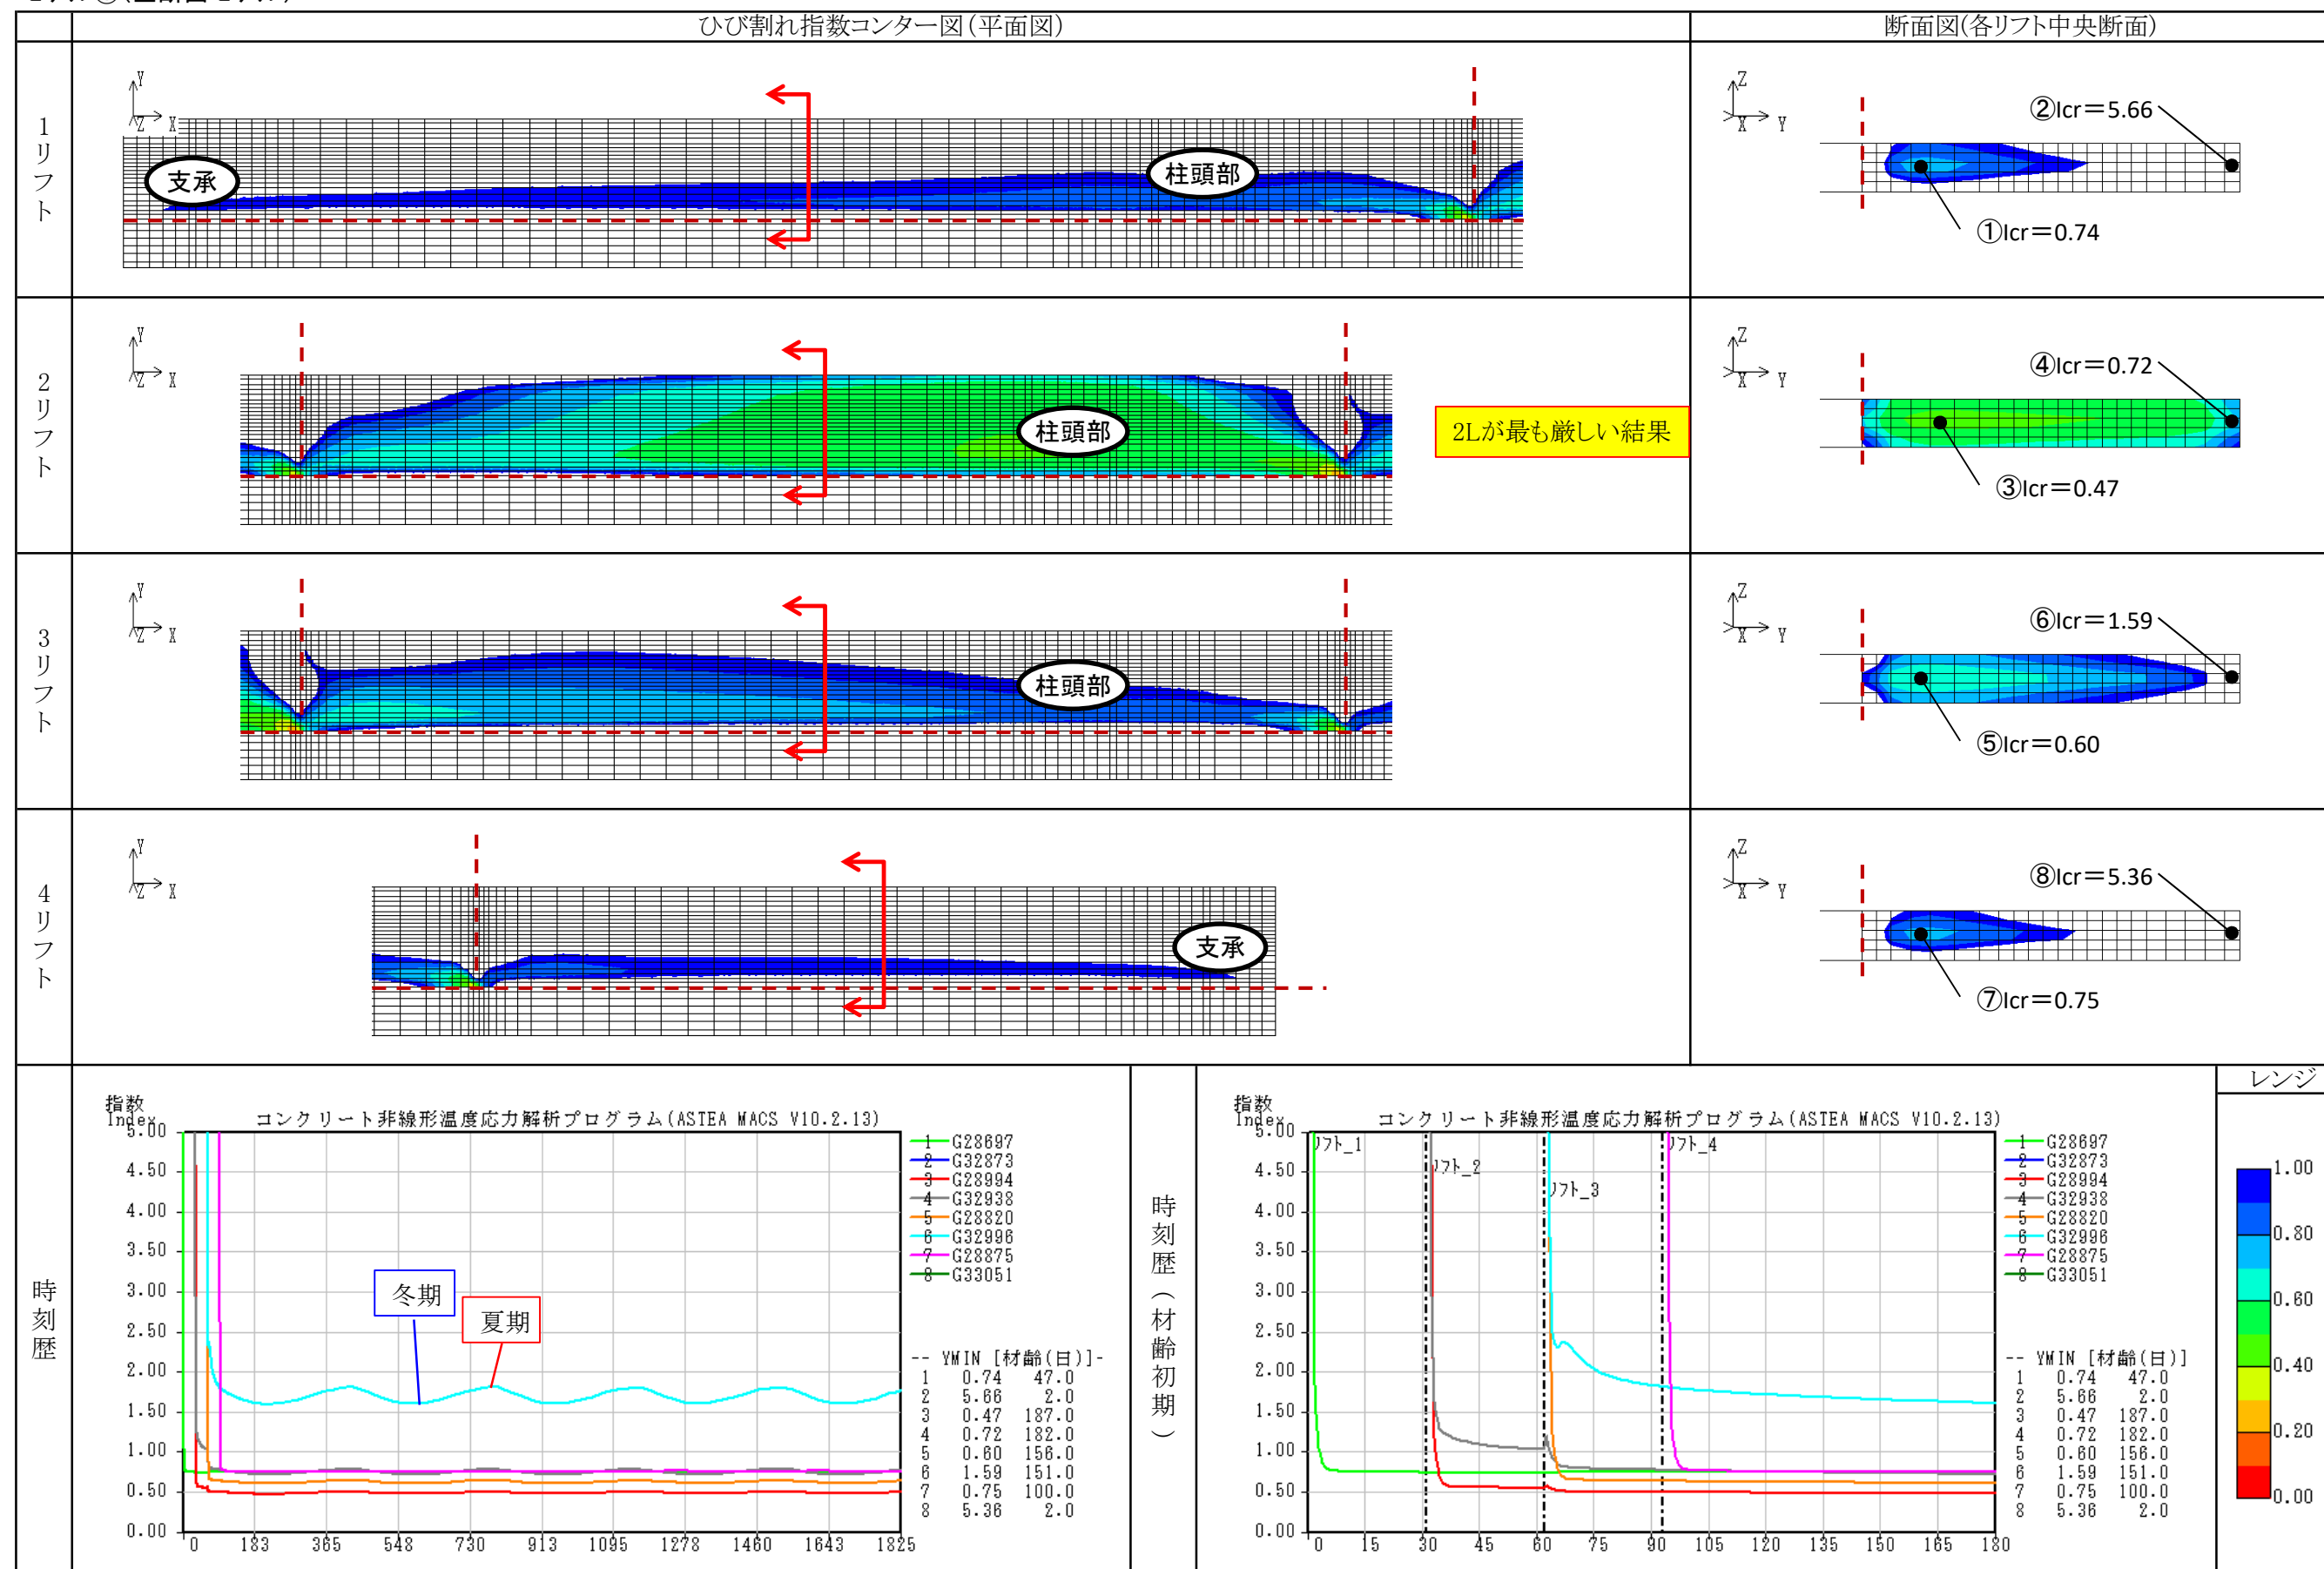 ひび割れ指数コンター図(平面図)
断面図(各リフト中央断面)
1リフト
Y
Z X
支承
柱頭部
Z
X Y
②Icr=5.66
①Icr=0.74
2リフト
Y
Z X
柱頭部
2Lが最も厳しい結果
Z
X Y
④Icr=0.72
③Icr=0.47
3リフト
Y
Z X
柱頭部
Z
X Y
⑥Icr=1.59
⑤Icr=0.60
4リフト
Y
Z X
支承
Z
X Y
⑧Icr=5.36
⑦Icr=0.75
時刻歴
指数
Index
コンクリート非線形温度応力解析プログラム(ASTEA MACS V10.2.13)
5.00
4.50
4.00
3.50
3.00
2.50
2.00
1.50
1.00
0.50
0.00
0 183 365 548 730 913 1095 1278 1460 1643 1825
冬期
夏期
1 G28697
2 G32873
3 G28994
4 G32938
5 G28820
6 G32996
7 G28875
8 G33051
-- YMIN [材齢(日)]-
1 0.74 47.0
2 5.66 2.0
3 0.47 187.0
4 0.72 182.0
5 0.60 156.0
6 1.59 151.0
7 0.75 100.0
8 5.36 2.0
時刻歴(材齢初期)
指数
Index
コンクリート非線形温度応力解析プログラム(ASTEA MACS V10.2.13)
5.00
4.50
4.00
3.50
3.00
2.50
2.00
1.50
1.00
0.50
0.00
0 15 30 45 60 75 90 105 120 135 150 165 180
リフト_1
リフト_2
リフト_3
リフト_4
1 G28697
2 G32873
3 G28994
4 G32938
5 G28820
6 G32996
7 G28875
8 G33051
-- YMIN [材齢(日)]
1 0.74 47.0
2 5.66 2.0
3 0.47 187.0
4 0.72 182.0
5 0.60 156.0
6 1.59 151.0
7 0.75 100.0
8 5.36 2.0
レンジ
1.00
0.80
0.60
0.40
0.20
0.00